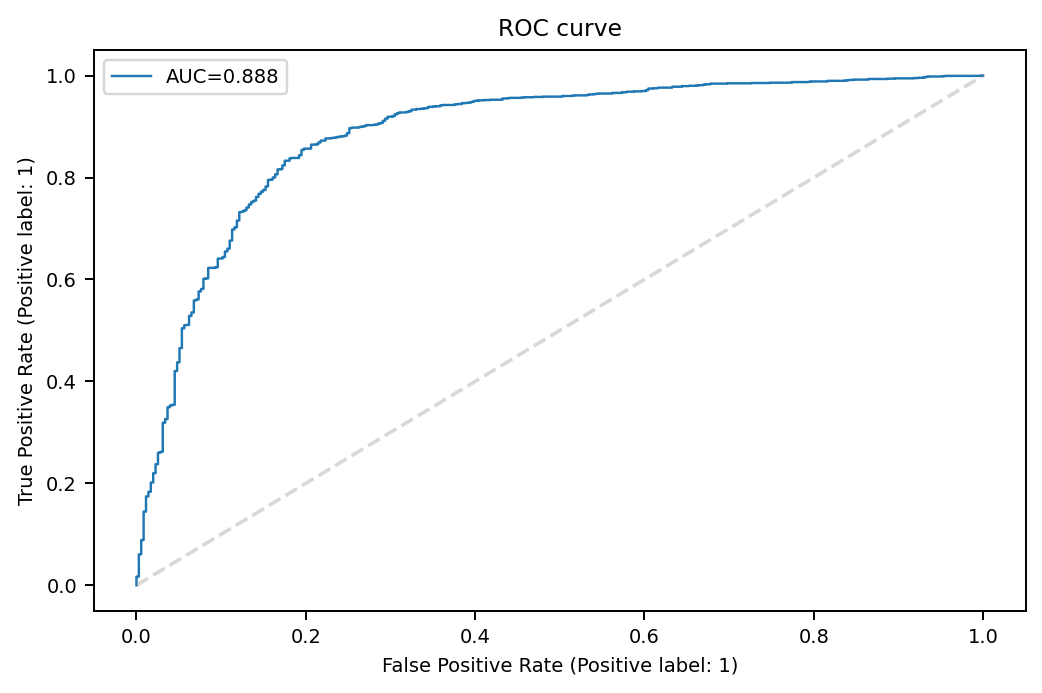 ROC curve
AUC=0.888
True Positive Rate (Positive label: 1)
1.0
0.8
0.6
0.4
0.2
0.0
0.0 0.2 0.4 0.6 0.8 1.0
False Positive Rate (Positive label: 1)